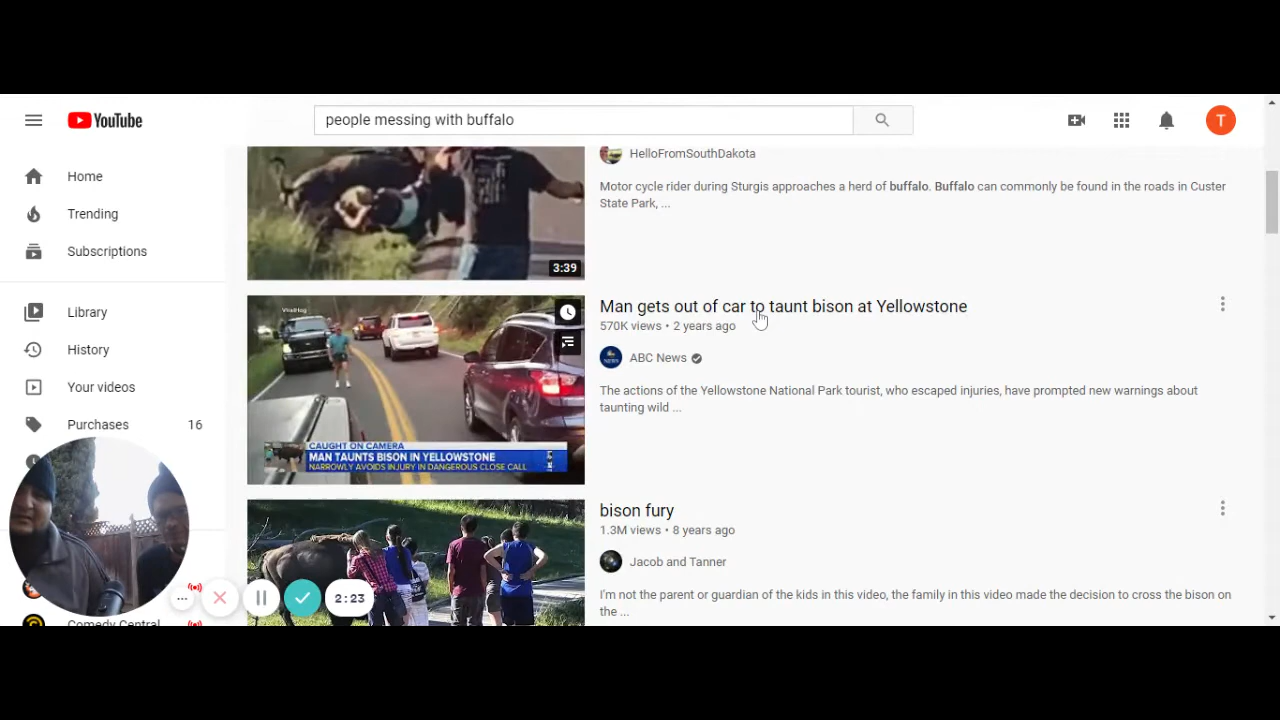 YouTube
people messing with buffalo
T
Home
Trending
Subscriptions
Library
History
Your videos
Purchases 16
Comedy Central
HelloFromSouthDakota
Motor cycle rider during Sturgis approaches a herd of buffalo. Buffalo can commonly be found in the roads in Custer
State Park, ...
3:39
Man gets out of car to taunt bison at Yellowstone
570K views • 2 years ago
ABC News
The actions of the Yellowstone National Park tourist, who escaped injuries, have prompted new warnings about
taunting wild ...
ViralHog
CAUGHT ON CAMERA
MAN TAUNTS BISON IN YELLOWSTONE
NARROWLY AVOIDS INJURY IN DANGEROUS CLOSE CALL
bison fury
1.3M views • 8 years ago
Jacob and Tanner
I'm not the parent or guardian of the kids in this video, the family in this video made the decision to cross the bison on
the ...
2:23